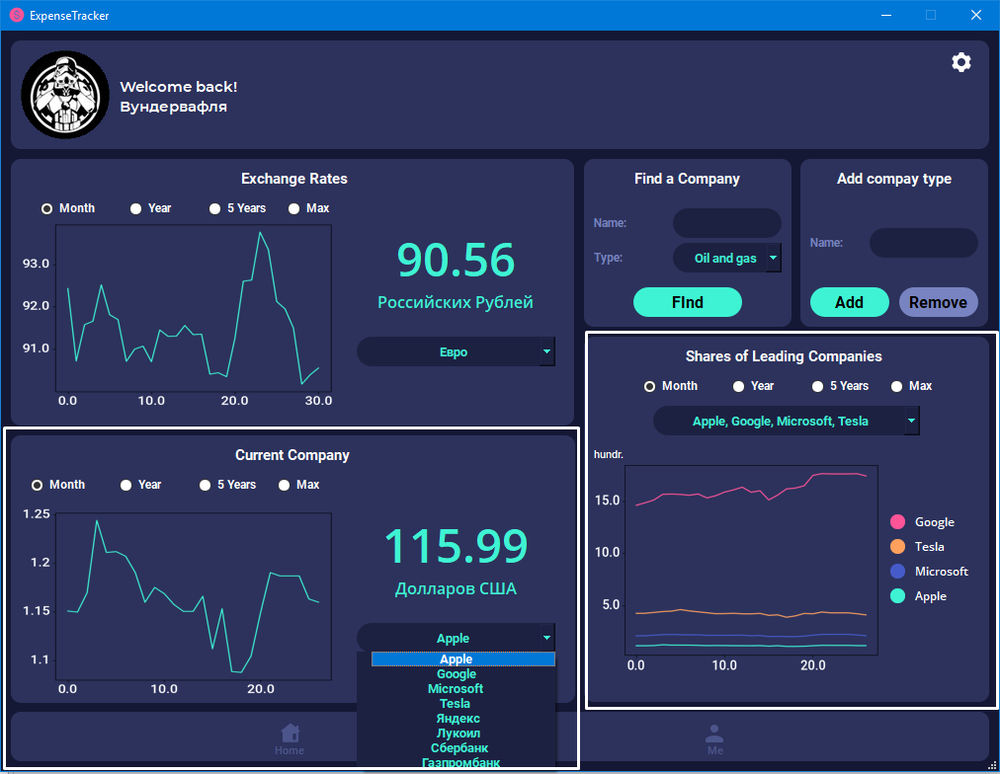 ExpenseTracker
Welcome back!
Вундервафля
Exchange Rates
Month Year 5 Years Max
93.0
92.0
91.0
0.0 10.0 20.0 30.0
90.56
Российских Рублей
Евро
Find a Company
Name:
Type: Oil and gas
FInd
Add compay type
Name:
Add Remove
Current Company
Month Year 5 Years Max
1.25
1.2
1.15
1.1
0.0 10.0 20.0
115.99
Долларов США
Apple
Apple
Google
Microsoft
Tesla
Яндекс
Лукоил
Сбербанк
Газпромбанк
Shares of Leading Companies
Month Year 5 Years Max
Apple, Google, Microsoft, Tesla
hundr.
15.0
10.0
5.0
0.0 10.0 20.0
Google
Tesla
Microsoft
Apple
Home
Me